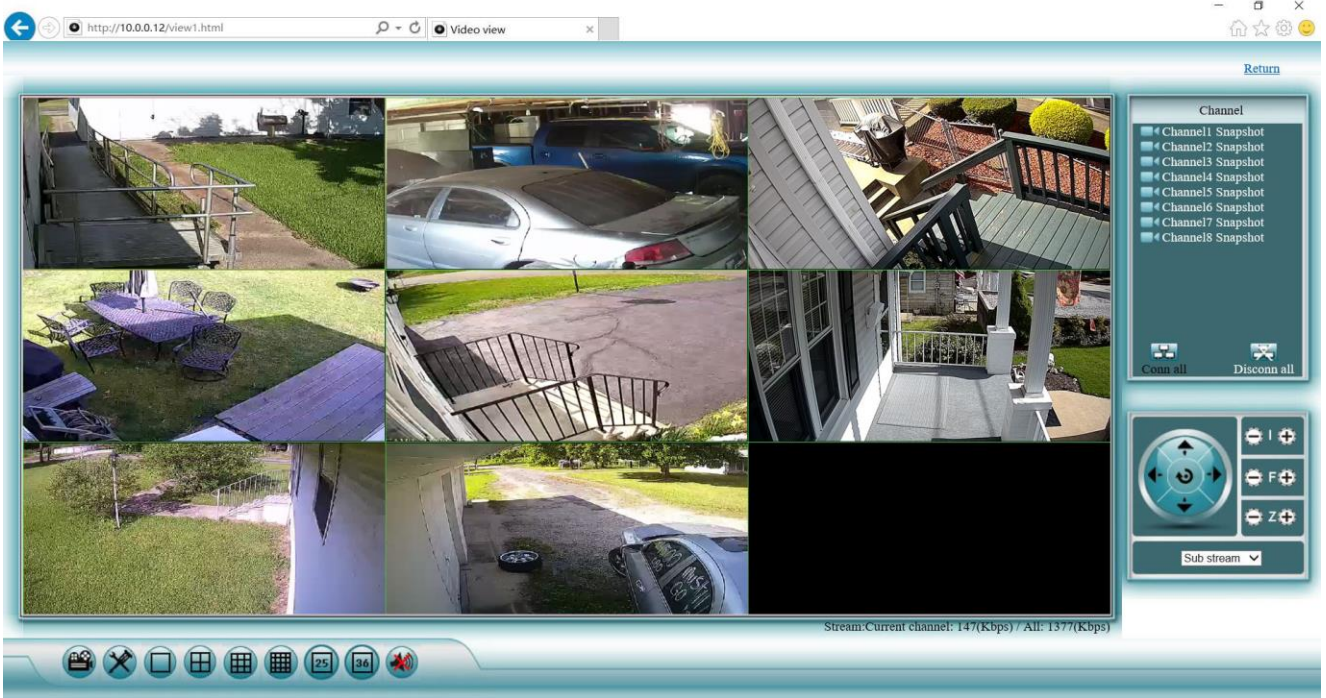 http://10.0.0.12/view1.html
Video view
Return
Channel
Channel1 Snapshot
Channel2 Snapshot
Channel3 Snapshot
Channel4 Snapshot
Channel5 Snapshot
Channel6 Snapshot
Channel7 Snapshot
Channel8 Snapshot
Conn all Disconn all
I
F
Z
Sub stream
Stream:Current channel: 147(Kbps) / All: 1377(Kbps)
25 36